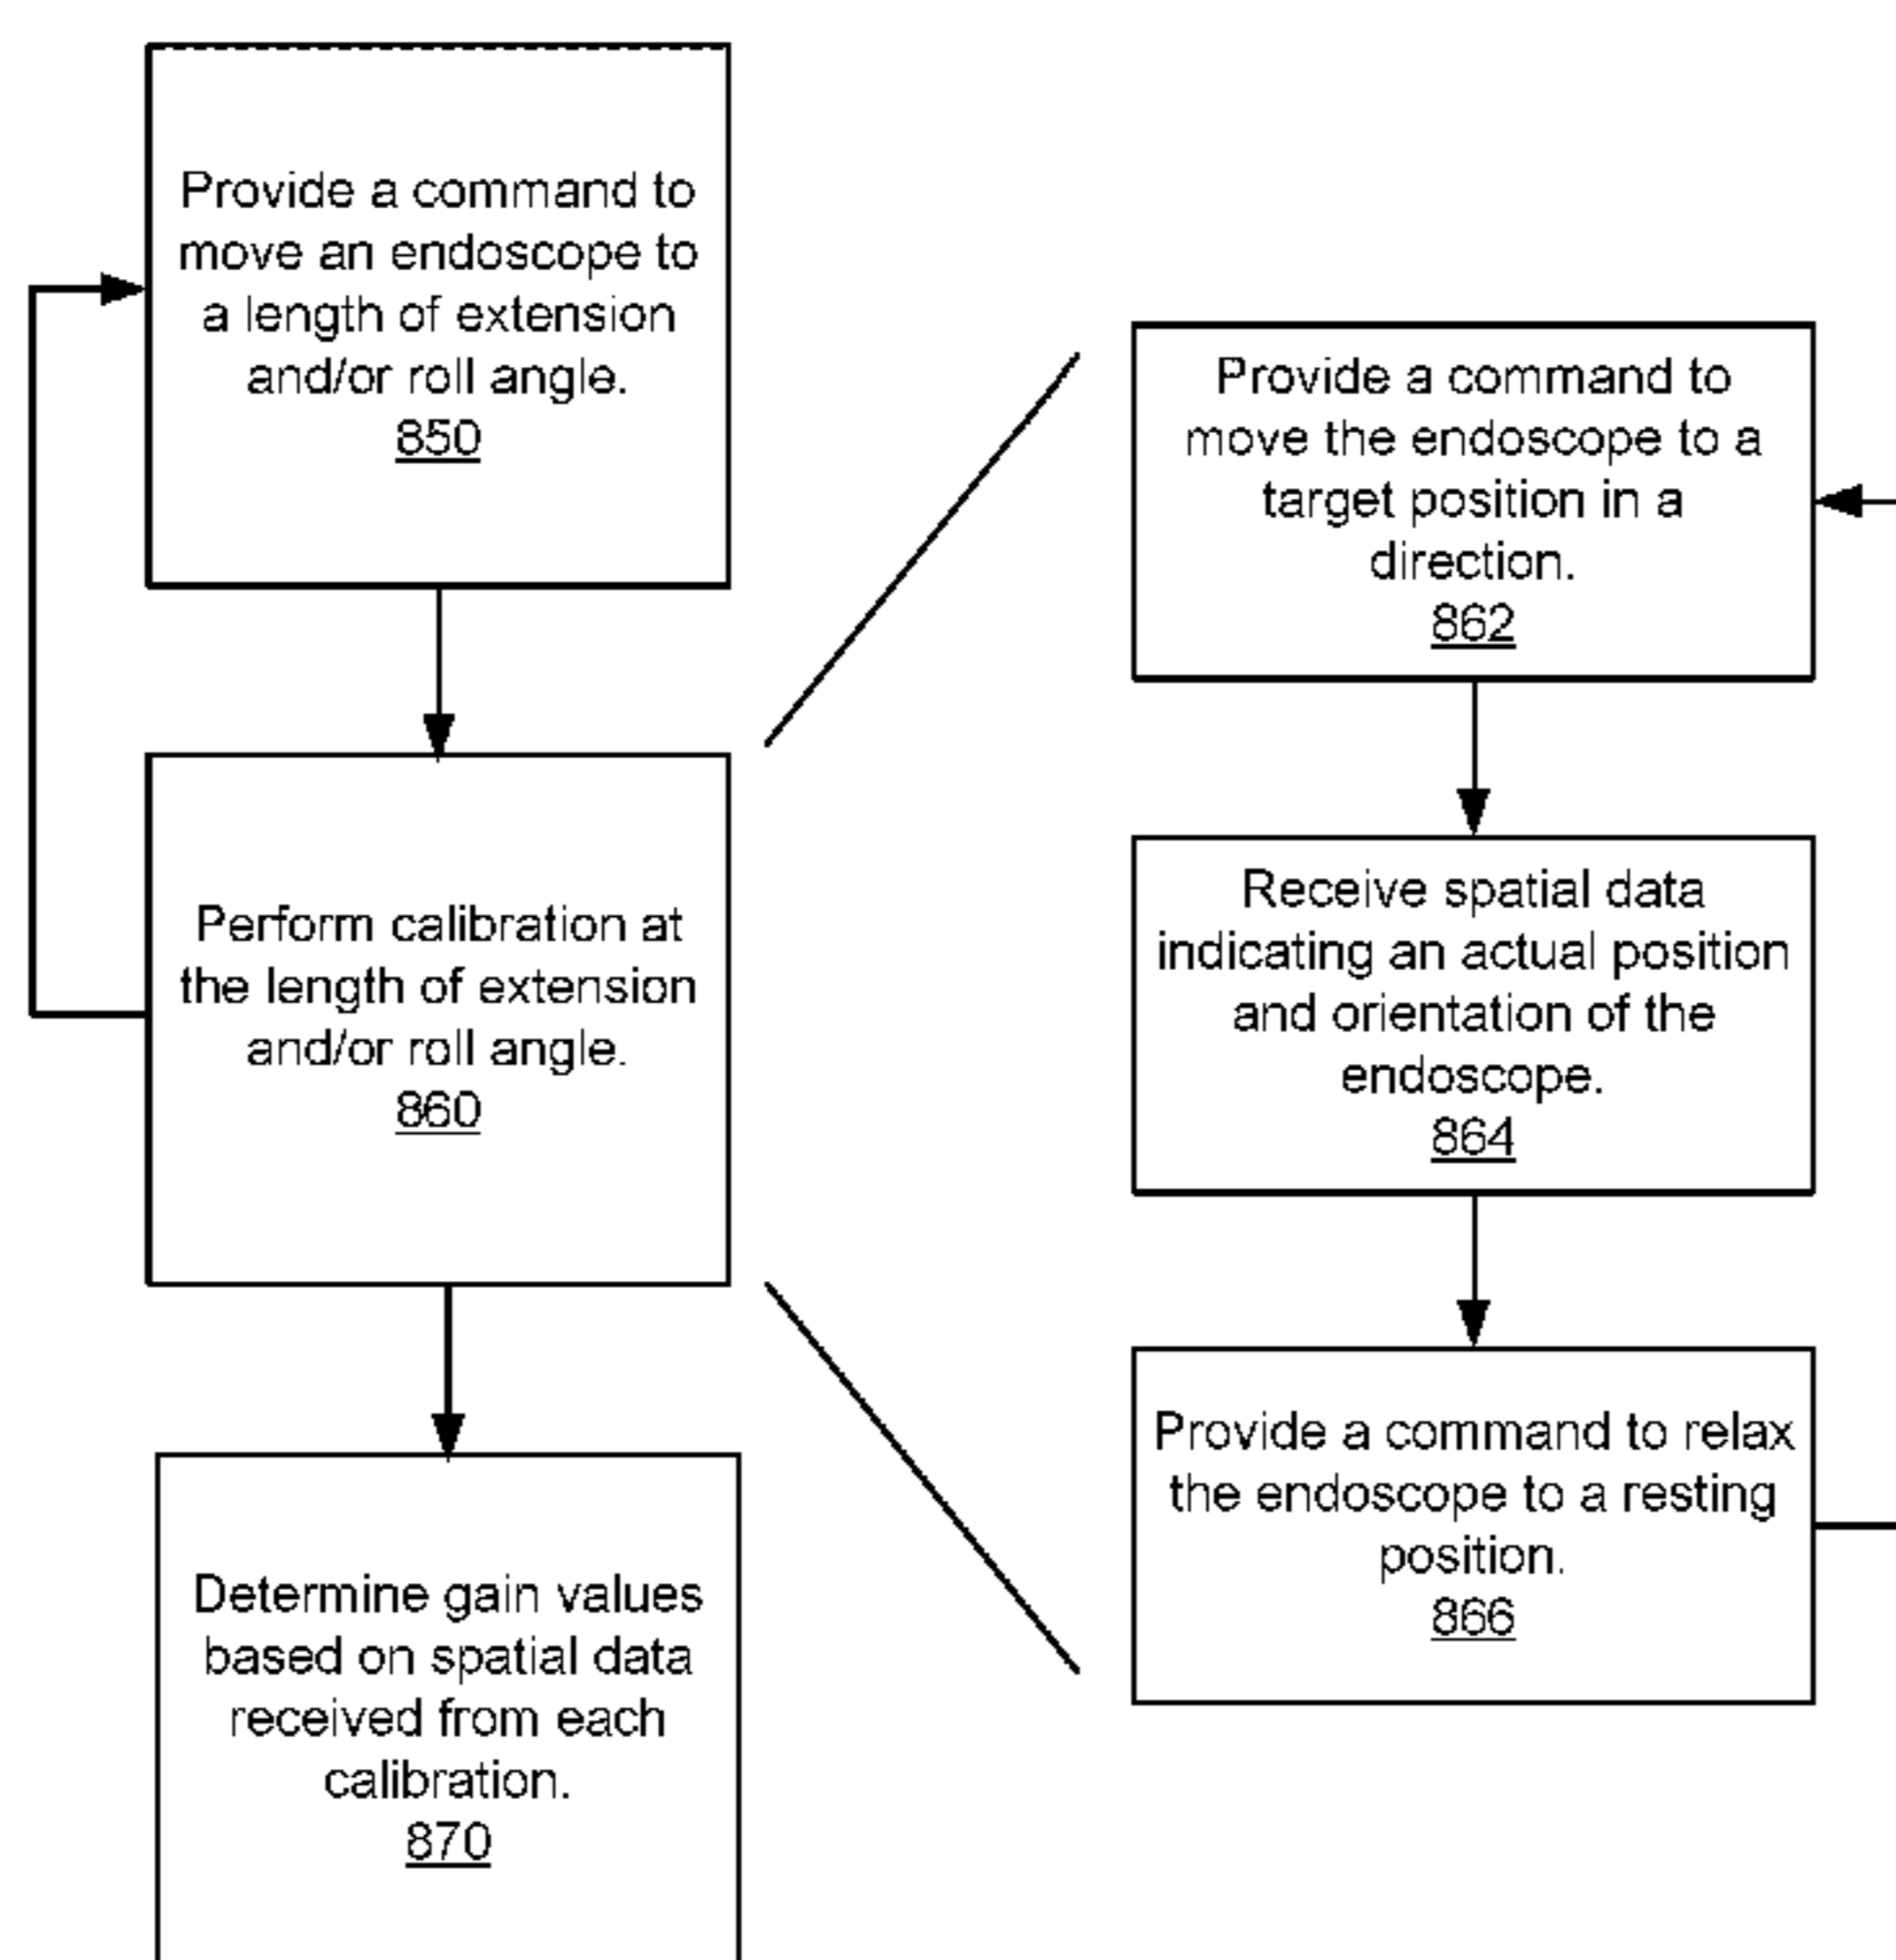 Provide a command to
move an endoscope to
a length of extension
and/or roll angle.
850
Perform calibration at
the length of extension
and/or roll angle.
860
Determine gain values
based on spatial data
received from each
calibration.
870
Provide a command to
move the endoscope to a
target position in a
direction.
862
Receive spatial data
indicating an actual position
and orientation of the
endoscope.
864
Provide a command to relax
the endoscope to a resting
position.
866